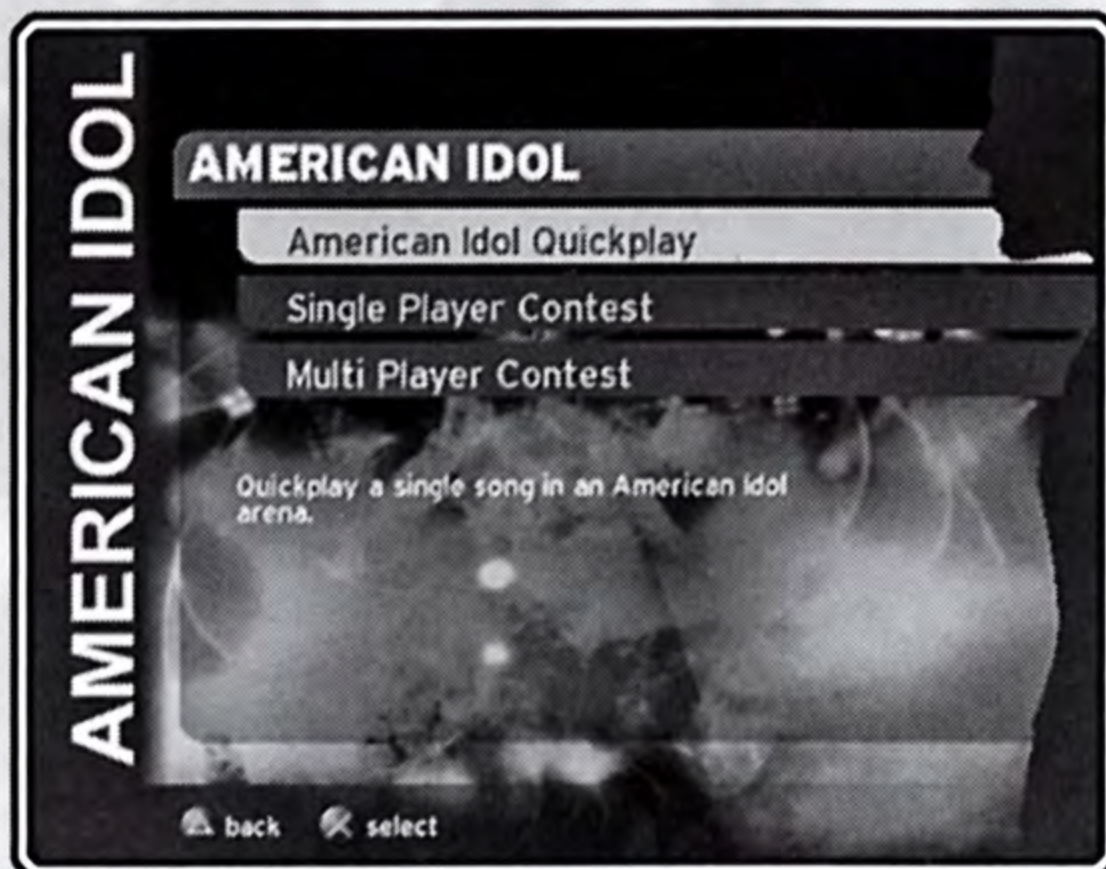 AMERICAN IDOL
AMERICAN IDOL
American Idol Quickplay
Single Player Contest
Multi Player Contest
Quickplay a single song in an American Idol
arena.
back select